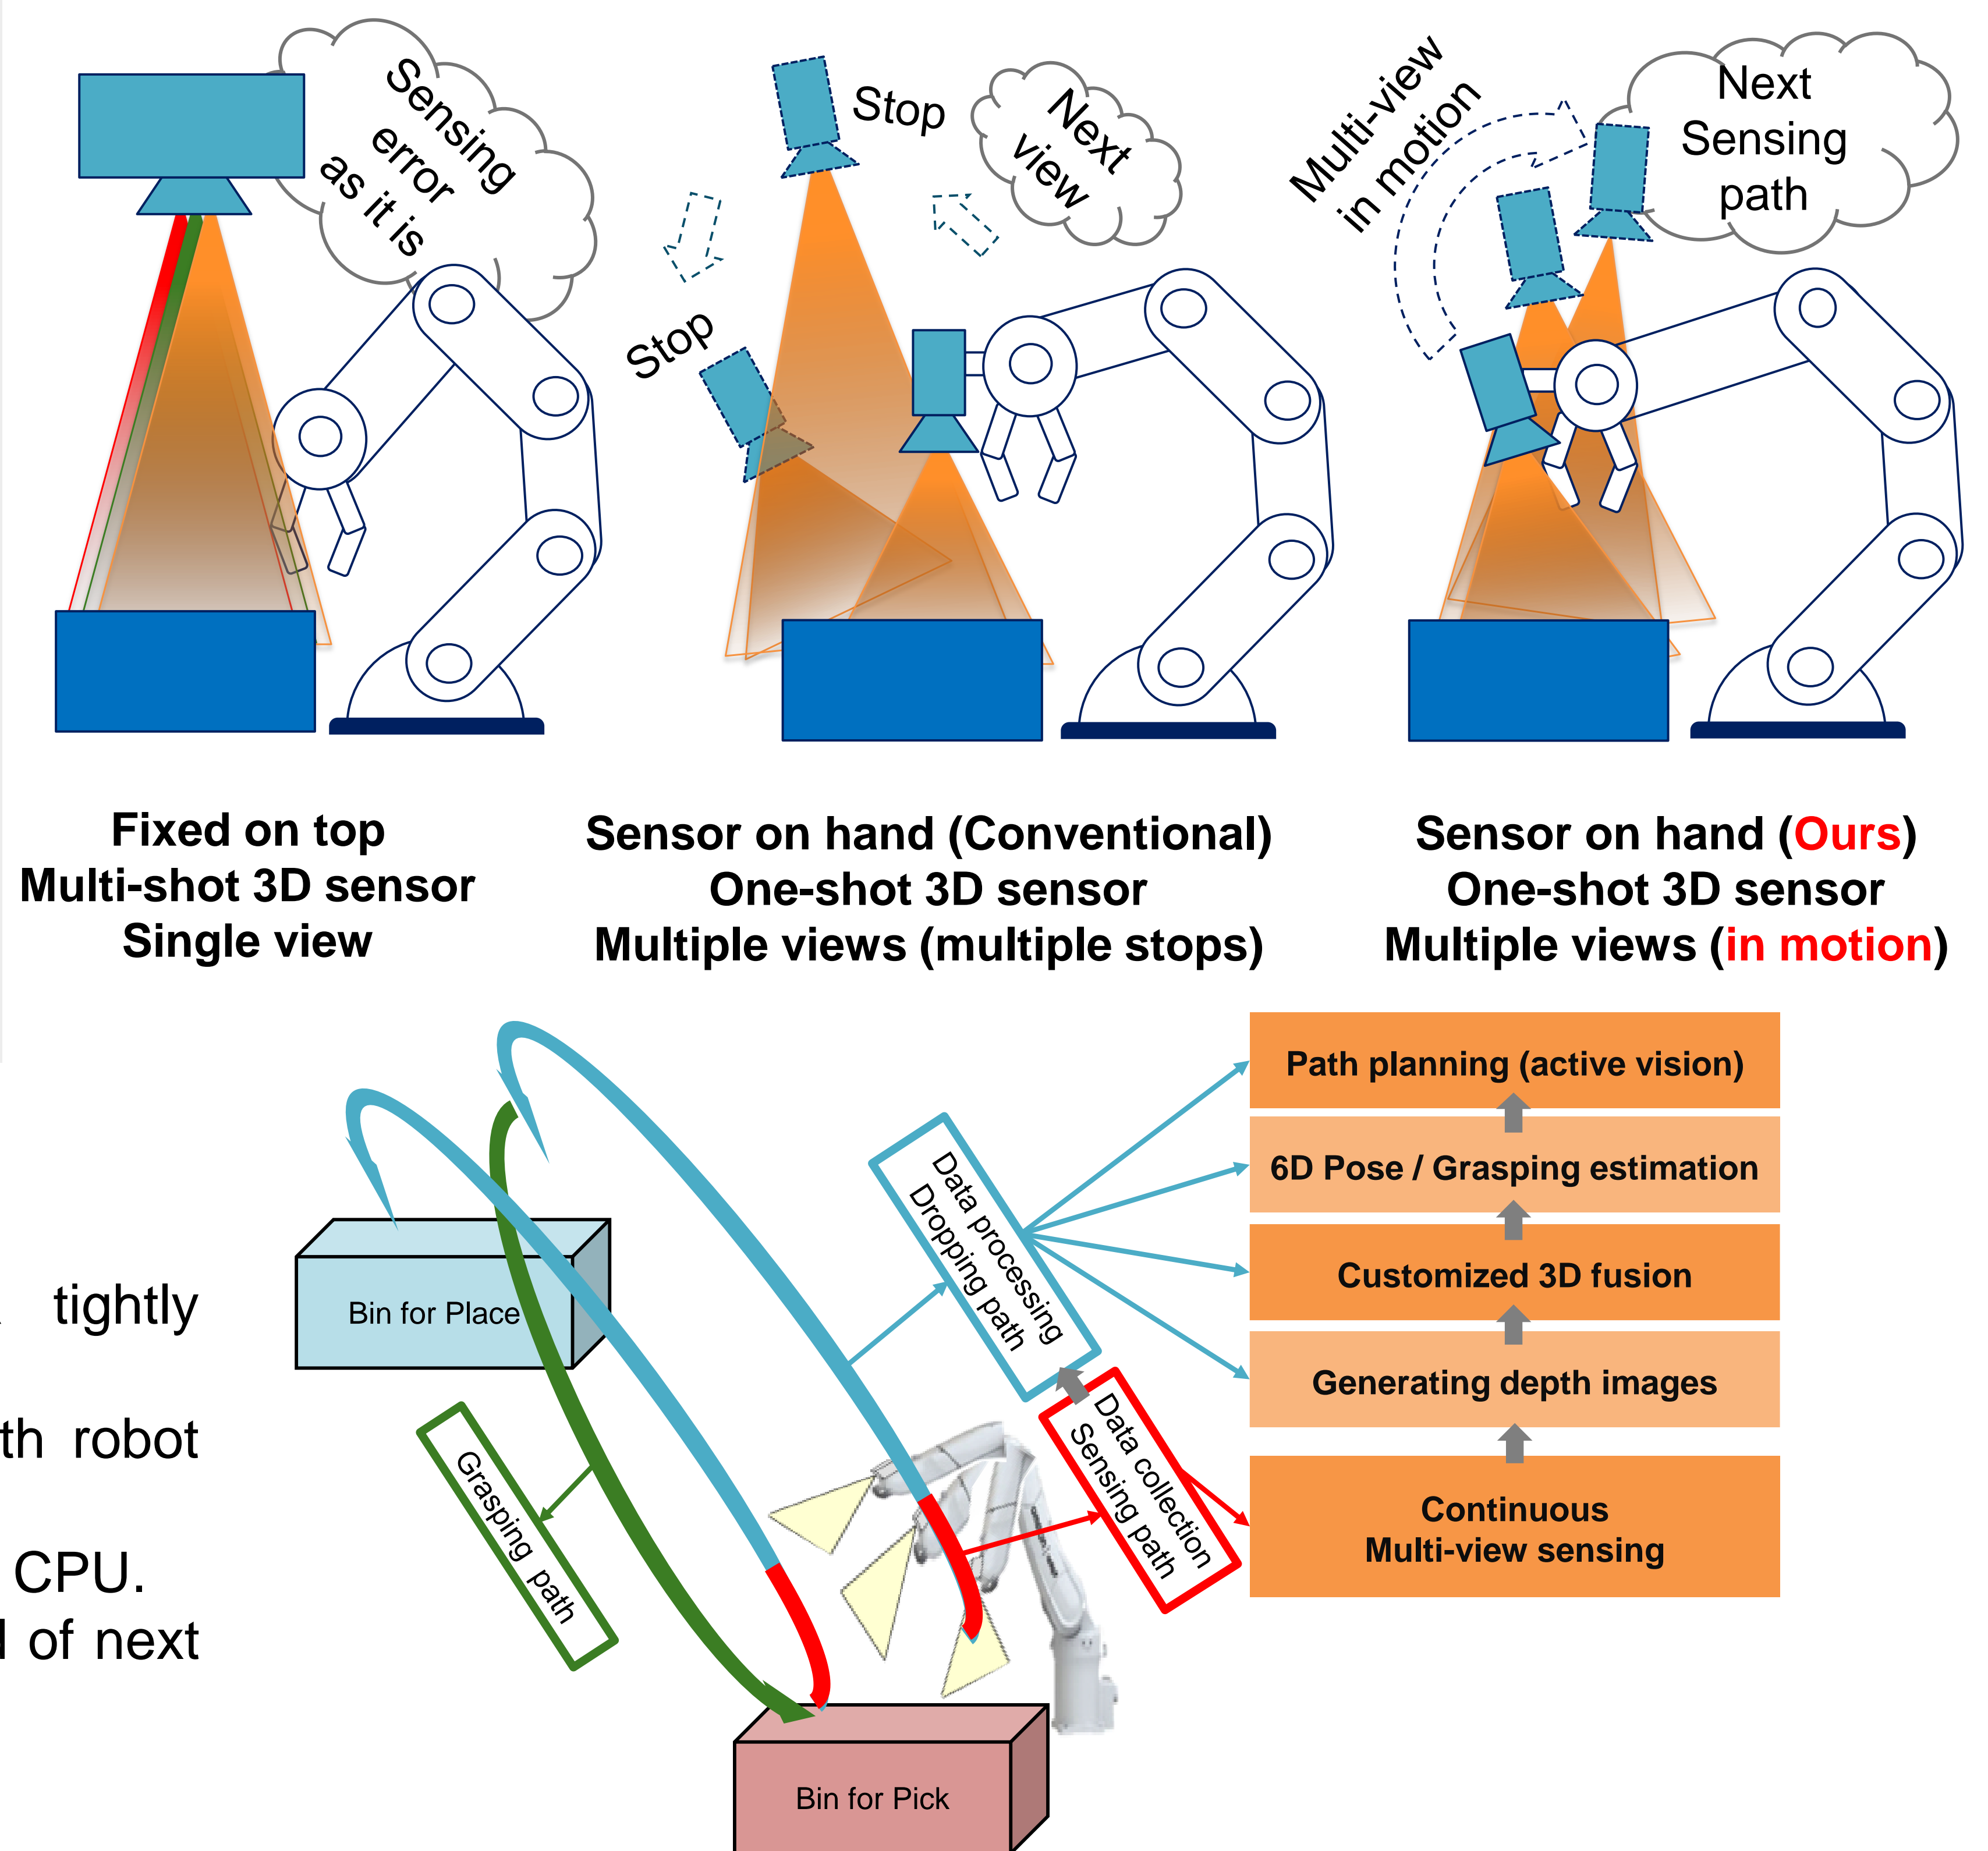 Sensing
error
as it is
Stop
Stop
Next
view
Multi-view
in motion
Next
Sensing
path
Fixed on top
Multi-shot 3D sensor
Single view
Sensor on hand (Conventional)
One-shot 3D sensor
Multiple views (multiple stops)
Sensor on hand (Ours)
One-shot 3D sensor
Multiple views (in motion)
tightly
robot
CPU.
of next
Bin for Place
Grasping path
Bin for Pick
Data processing
Dropping path
Data collection
Sensing path
Path planning (active vision)
6D Pose / Grasping estimation
Customized 3D fusion
Generating depth images
Continuous
Multi-view sensing